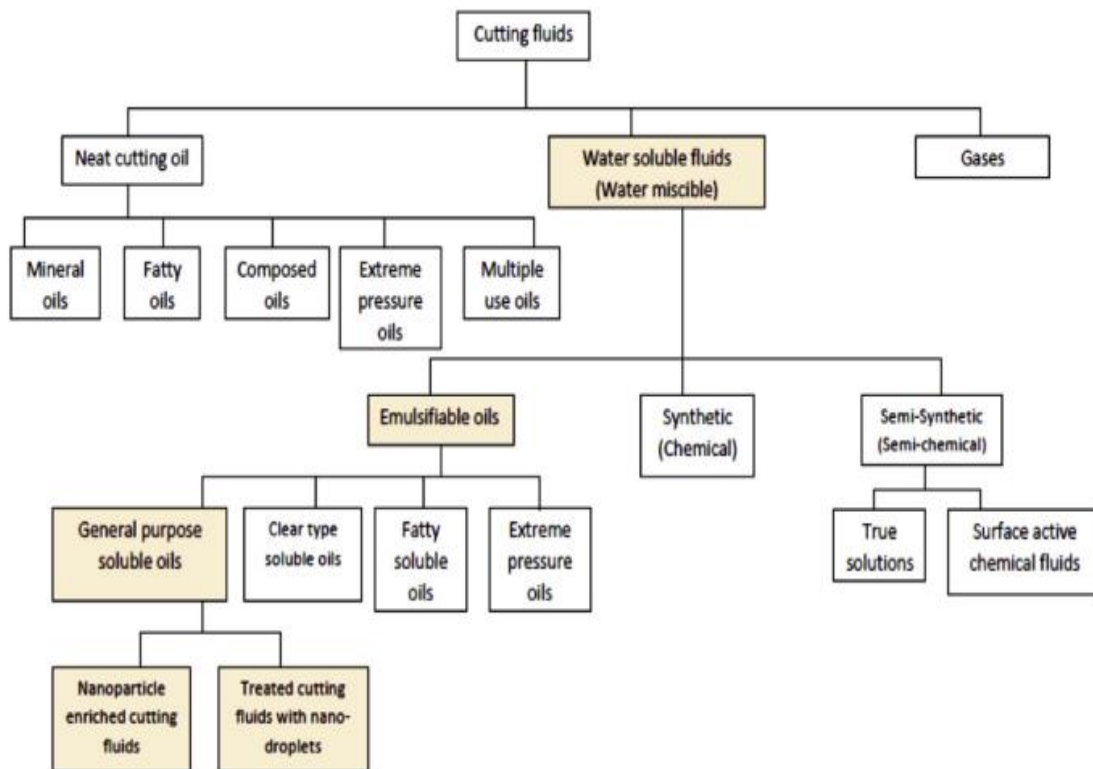 Cutting fluids
Neat cutting oil
Water soluble fluids
(Water miscible)
Gases
Mineral
oils
Fatty
oils
Composed
oils
Extreme
pressure
oils
Multiple
use oils
Emulsifiable oils
Synthetic
(Chemical)
Semi-Synthetic
(Semi-chemical)
General purpose
soluble oils
Clear type
soluble oils
Fatty
soluble
oils
Extreme
pressure
oils
True
solutions
Surface active
chemical fluids
Nanoparticle
enriched cutting
fluids
Treated cutting
fluids with nano-
droplets